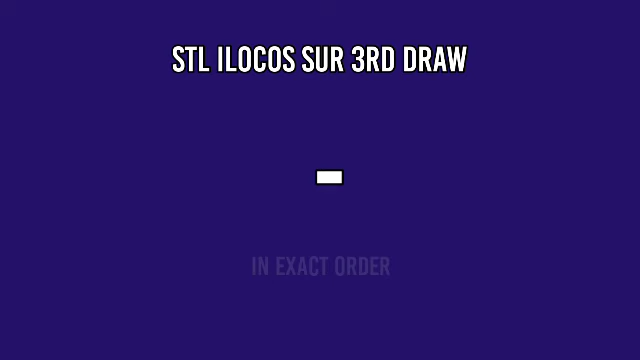 STL ILOCOS SUR 3RD DRAW
-
IN EXACT ORDER